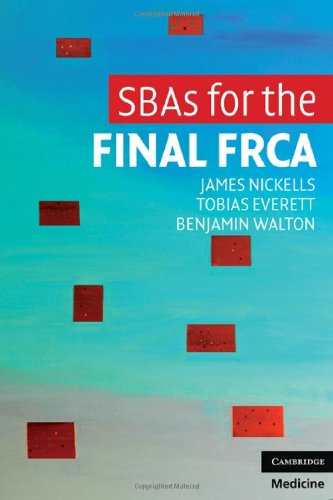 SBAs for the
FINAL FRCA
JAMES NICKELLS
TOBIAS EVERETT
BENJAMIN WALTON
CAMBRIDGE
Medicine